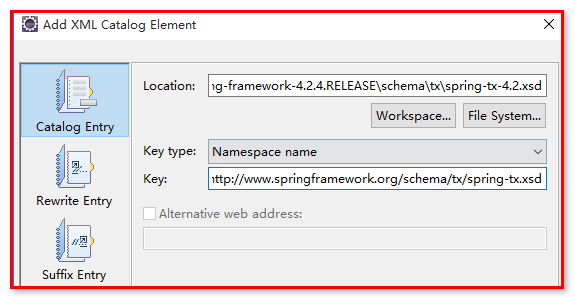 Add XML Catalog Element
Location: ng-framework-4.2.4.RELEASE\schema\tx\spring-tx-4.2.xsd
Catalog Entry
Workspace... File System...
Key type: Namespace name
Key: http://www.springframework.org/schema/tx/spring-tx.xsd
Rewrite Entry
Alternative web address:
Suffix Entry